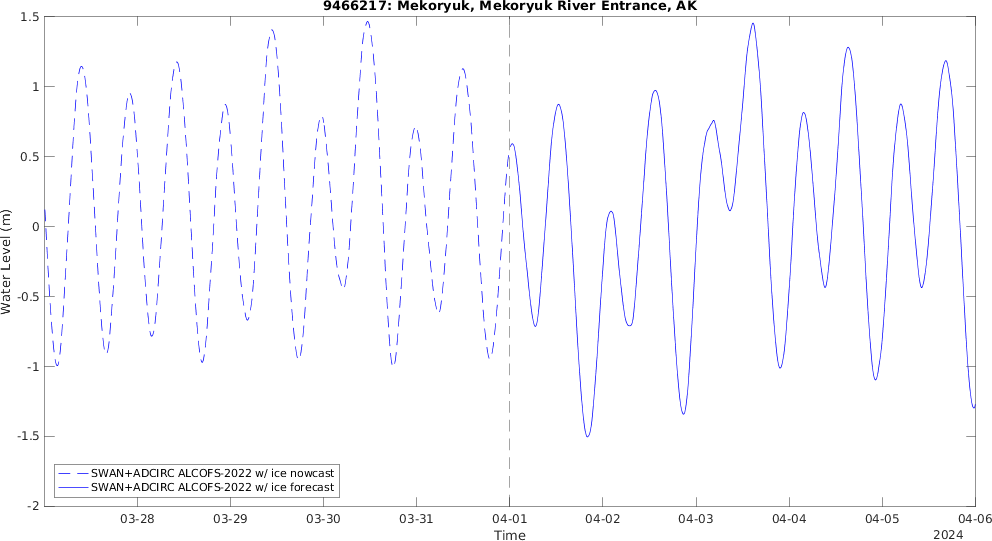 9466217: Mekoryuk, Mekoryuk River Entrance, AK
1.5
1
0.5
0
-0.5
-1
-1.5
-2
Water Level (m)
SWAN+ADCIRC ALCOFS-2022 w/ ice nowcast
SWAN+ADCIRC ALCOFS-2022 w/ ice forecast
03-28 03-29 03-30 03-31 04-01 04-02 04-03 04-04 04-05 04-06
Time
2024